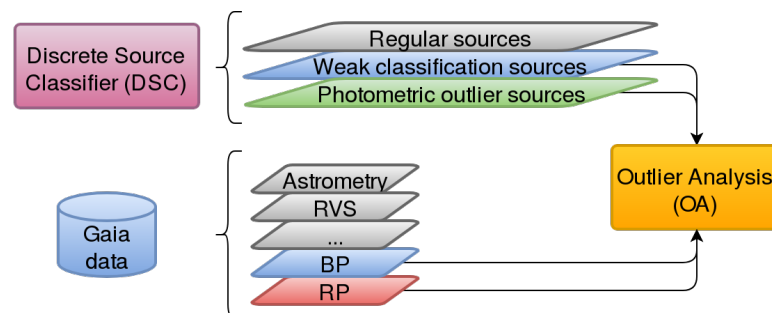 Discrete Source
Classifier (DSC)
Regular sources
Weak classification sources
Photometric outlier sources
Gaia
data
Astrometry
RVS
...
BP
RP
Outlier Analysis
(OA)